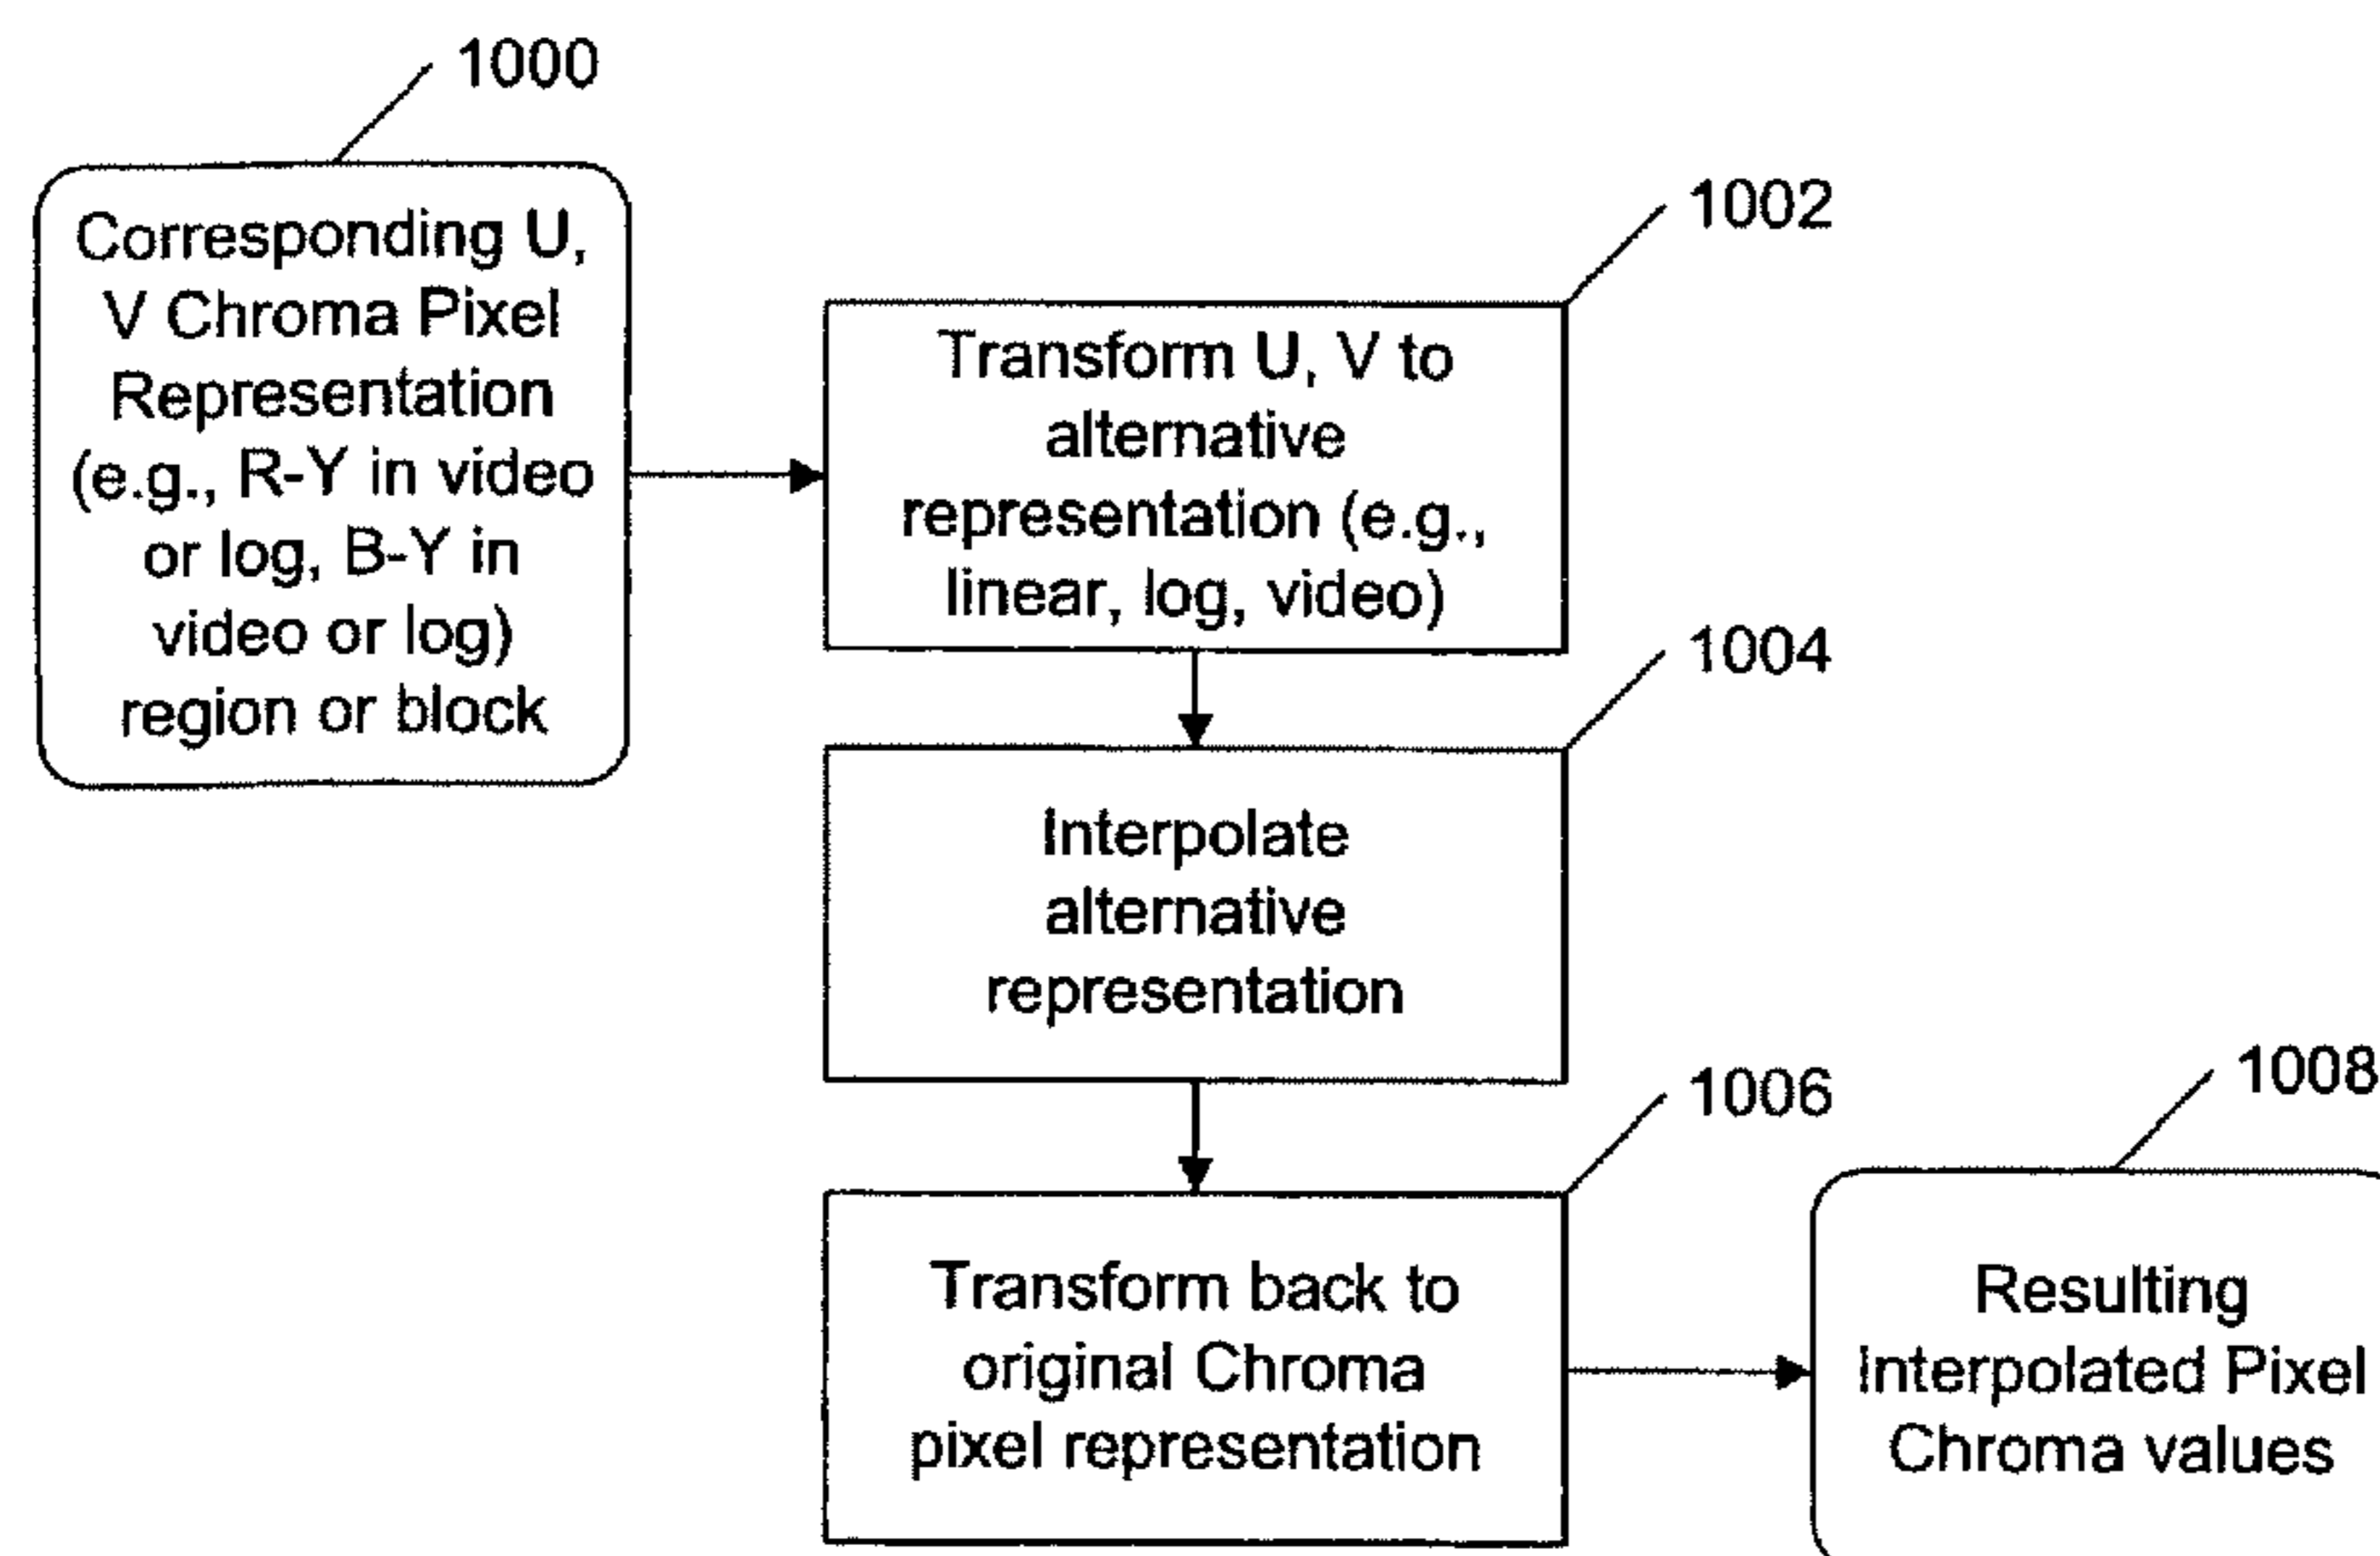 1000
Corresponding U,
V Chroma Pixel
Representation
(e.g., R-Y in video
or log, B-Y in
video or log)
region or block
1002
Transform U, V to
alternative
representation (e.g.,
linear, log, video)
1004
Interpolate
alternative
representation
1006
Transform back to
original Chroma
pixel representation
1008
Resulting
Interpolated Pixel
Chroma values